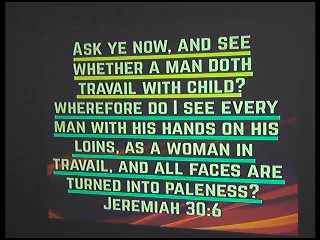 ASK YE NOW, AND SEE
WHETHER A MAN DOTH
TRAVAIL WITH CHILD?
WHEREFORE DO I SEE EVERY
MAN WITH HIS HANDS ON HIS
LOINS, AS A WOMAN IN
TRAVAIL, AND ALL FACES ARE
TURNED INTO PALENESS?
JEREMIAH 30:6